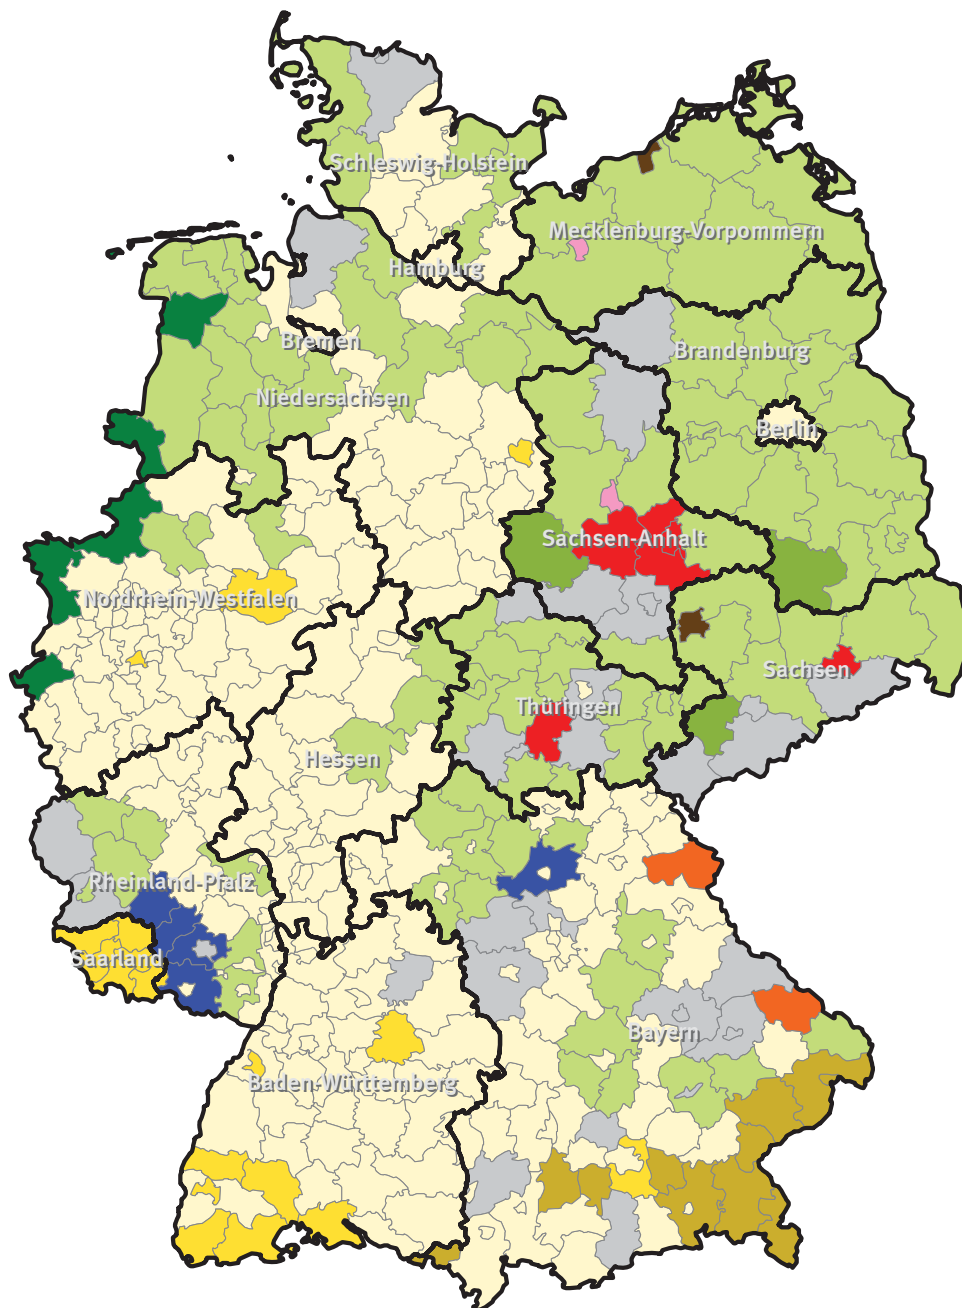 Schleswig-Holstein
Mecklenburg-Vorpommern
Hamburg
Bremen
Brandenburg
Niedersachsen
Berlin
Sachsen-Anhalt
Nordrhein-Westfalen
Sachsen
Thüringen
Hessen
Rheinland-Pfalz
Saarland
Bayern
Baden-Württemberg